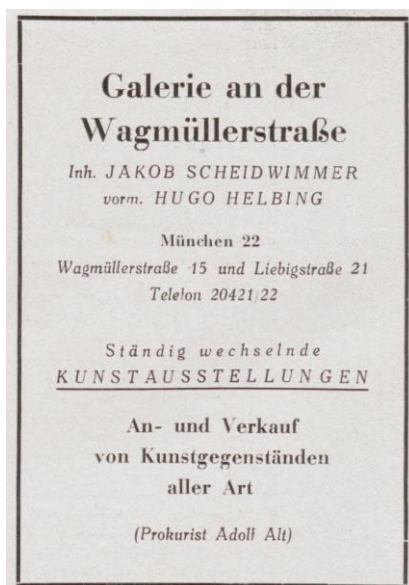 Galerie an der
Wagmüllerstraße
Inh. JAKOB SCHEIDWIMMER
vorm. HUGO HELBING
München 22
Wagmüllerstraße 15 und Liebigstraße 21
Telefon 20421/22
Ständig wechselnde
KUNSTAUSSTELLUNGEN
An- und Verkauf
von Kunstgegenständen
aller Art
(Prokurist Adolf Alt)